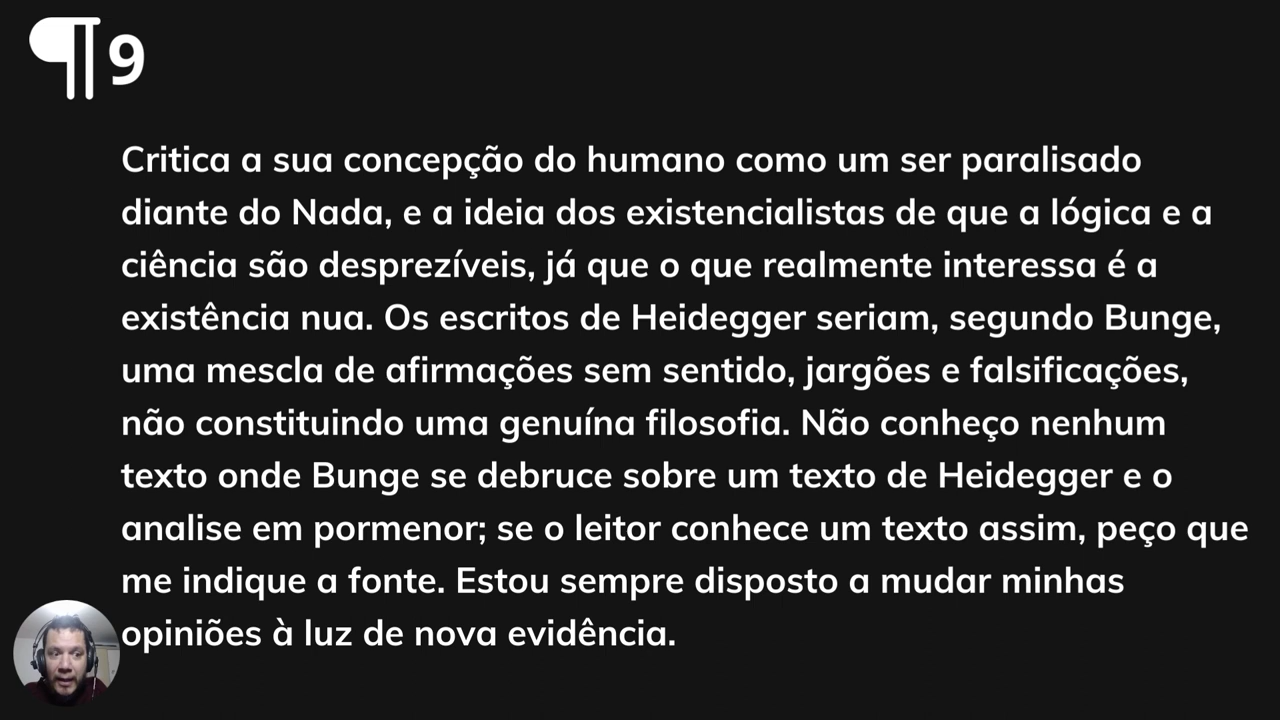 ¶9
Critica a sua concepção do humano como um ser paralisado
diante do Nada, e a ideia dos existencialistas de que a lógica e a
ciência são desprezíveis, já que o que realmente interessa é a
existência nua. Os escritos de Heidegger seriam, segundo Bunge,
uma mescla de afirmações sem sentido, jargões e falsificações,
não constituindo uma genuína filosofia. Não conheço nenhum
texto onde Bunge se debruce sobre um texto de Heidegger e o
analise em pormenor; se o leitor conhece um texto assim, peço que
me indique a fonte. Estou sempre disposto a mudar minhas
opiniões à luz de nova evidência.